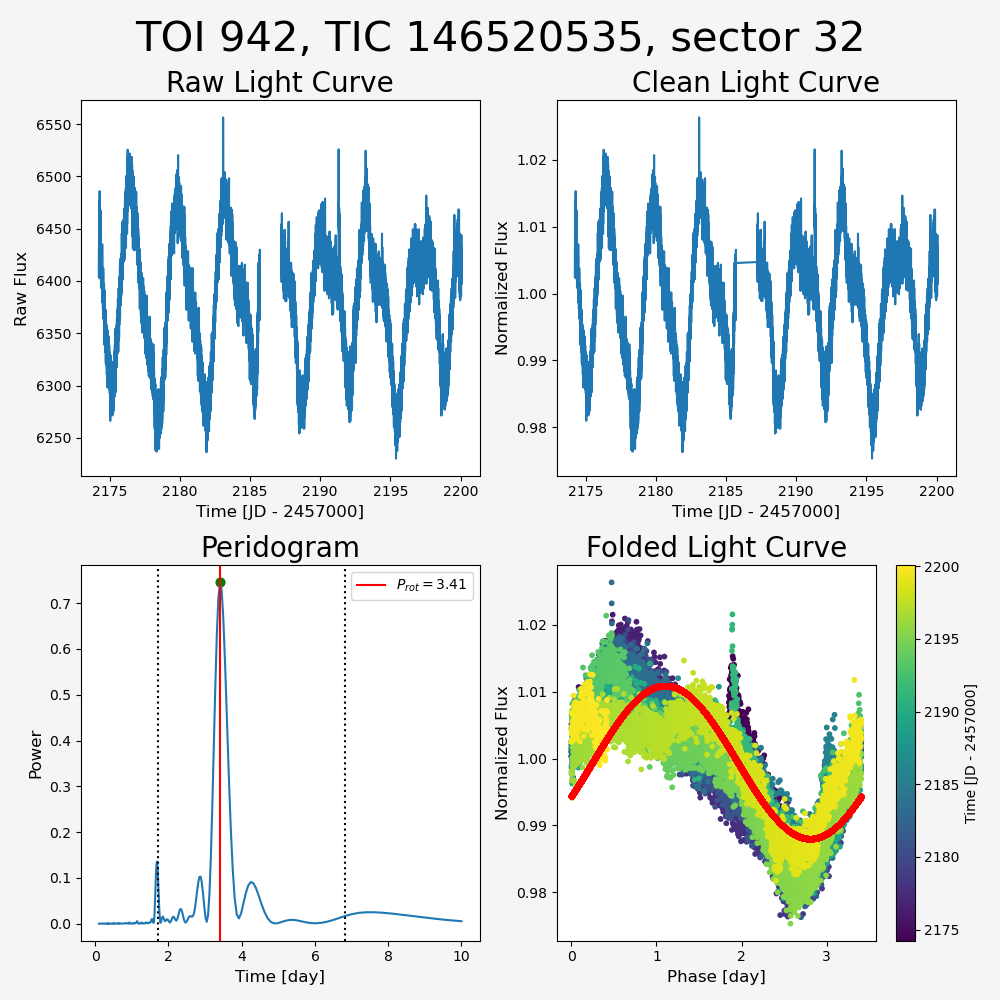 TOI 942, TIC 146520535, sector 32
Raw Light Curve
Clean Light Curve
6550
6500
6450
6400
6350
6300
6250
Raw Flux
2175 2180 2185 2190 2195 2200
Time [JD - 2457000]
1.02
1.01
1.00
0.99
0.98
Normalized Flux
2175 2180 2185 2190 2195 2200
Time [JD - 2457000]
Peridogram
Folded Light Curve
P_rot = 3.41
0.7
0.6
0.5
0.4
0.3
0.2
0.1
0.0
Power
0 2 4 6 8 10
Time [day]
1.02
1.01
1.00
0.99
0.98
Normalized Flux
0 1 2 3
Phase [day]
2200
2195
2190
2185
2180
2175
Time [JD - 2457000]